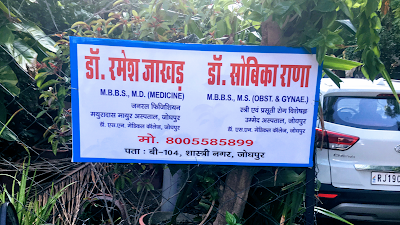 डॉ. रमेश जाखड़ डॉ. सोबिका राणा
M.B.B.S., M.D. (MEDICINE) M.B.B.S., M.S. (OBST. & GYNAE.)
जनरल फिजिशियन स्त्री एवं प्रसूती रोग विशेषज्ञ
मथुरादास माथुर अस्पताल, जोधपुर उम्मेद अस्पताल, जोधपुर
डॉ. एस.एन. मेडिकल कॉलेज, जोधपुर डॉ. एस.एन. मेडिकल कॉलेज, जोधपुर
मो. 8005585899
पता : बी-104, शास्त्री नगर, जोधपुर